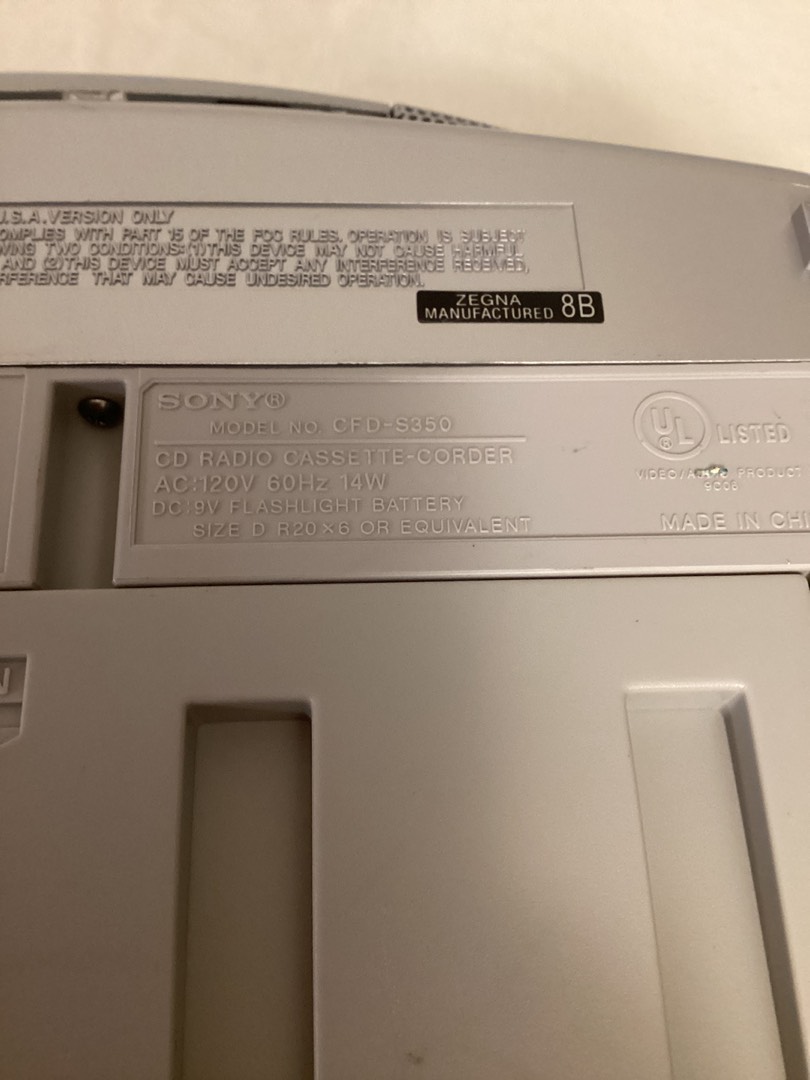 U.S.A. VERSION ONLY
OMPLIES WITH PART 15 OF THE FCC RULES. OPERATION IS SUBJECT
WING TWO CONDITIONS:(1)THIS DEVICE MAY NOT CAUSE HARMFUL
AND (2)THIS DEVICE MUST ACCEPT ANY INTERFERENCE RECEIVED,
RFERENCE THAT MAY CAUSE UNDESIRED OPERATION.
ZEGNA
MANUFACTURED 8B
SONY®
MODEL NO. CFD-S350
CD RADIO CASSETTE-CORDER
AC:120V 60Hz 14W
DC:9V FLASHLIGHT BATTERY
SIZE D R20×6 OR EQUIVALENT
UL® LISTED
PRODUCT
9C06
MADE IN CHI
N